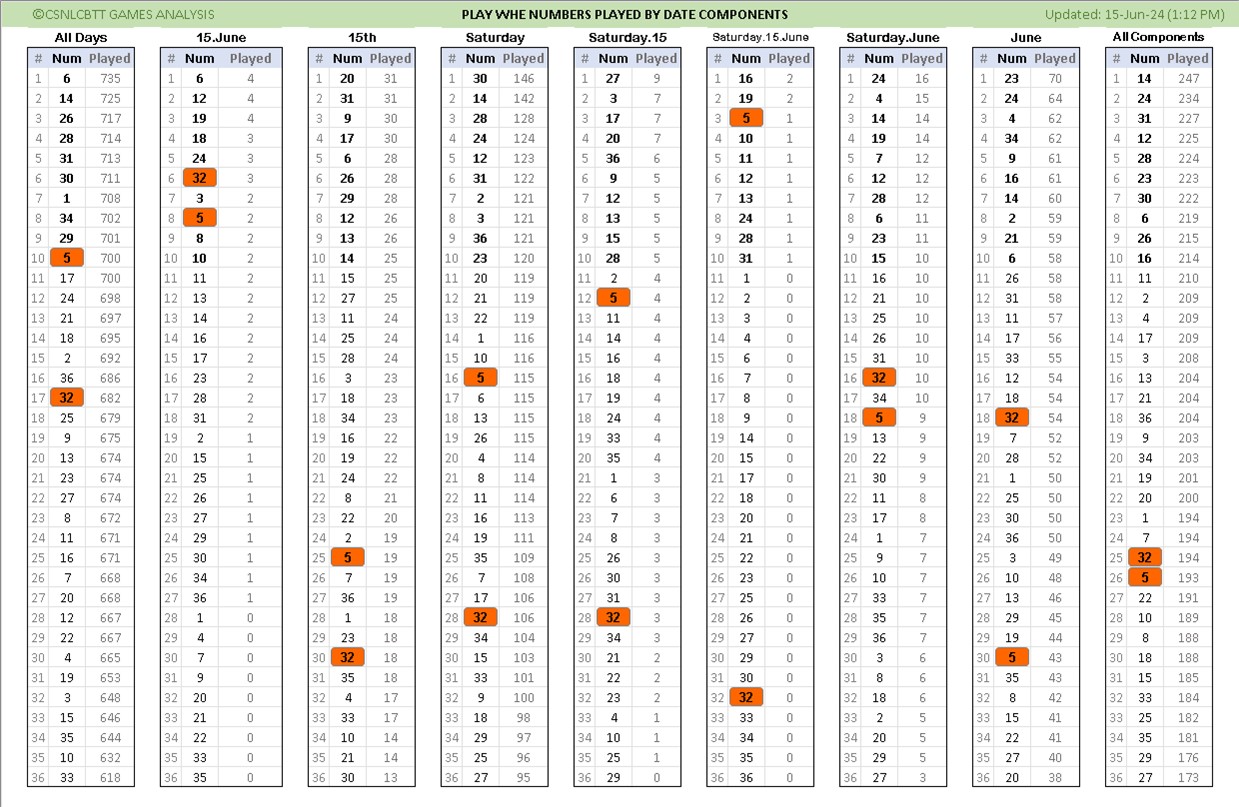 ©CSNLCBTT GAMES ANALYSIS PLAY WHE NUMBERS PLAYED BY DATE COMPONENTS Updated: 15-Jun-24 (1:12 PM)
All Days 15.June 15th Saturday Saturday.15 Saturday.15.June Saturday.June June All Components
# Num Played # Num Played # Num Played # Num Played # Num Played # Num Played # Num Played # Num Played # Num Played
1 6 735 1 6 4 1 20 31 1 30 146 1 27 9 1 16 2 1 24 16 1 23 70 1 14 247
2 14 725 2 12 4 2 31 31 2 14 142 2 3 7 2 19 2 2 4 15 2 24 64 2 24 234
3 26 717 3 19 4 3 9 30 3 28 128 3 17 7 3 5 1 3 14 14 3 4 62 3 31 227
4 28 714 4 18 3 4 17 30 4 24 124 4 20 7 4 10 1 4 19 14 4 34 62 4 12 225
5 31 713 5 24 3 5 6 28 5 12 123 5 36 6 5 11 1 5 7 12 5 9 61 5 28 224
6 30 711 6 32 3 6 26 28 6 31 122 6 9 5 6 12 1 6 12 12 6 16 61 6 23 223
7 1 708 7 3 2 7 29 28 7 2 121 7 12 5 7 13 1 7 28 12 7 14 60 7 30 222
8 34 702 8 5 2 8 12 26 8 3 121 8 13 5 8 24 1 8 6 11 8 2 59 8 6 219
9 29 701 9 8 2 9 13 26 9 36 121 9 15 5 9 28 1 9 23 11 9 21 59 9 26 215
10 5 700 10 10 2 10 14 25 10 23 120 10 28 5 10 31 1 10 15 10 10 6 58 10 16 214
11 17 700 11 11 2 11 15 25 11 20 119 11 2 4 11 1 0 11 16 10 11 26 58 11 11 210
12 24 698 12 13 2 12 27 25 12 21 119 12 5 4 12 2 0 12 21 10 12 31 58 12 2 209
13 21 697 13 14 2 13 11 24 13 22 119 13 11 4 13 3 0 13 25 10 13 11 57 13 4 209
14 18 695 14 16 2 14 25 24 14 1 116 14 14 4 14 4 0 14 26 10 14 17 56 14 17 209
15 2 692 15 17 2 15 28 24 15 10 116 15 16 4 15 6 0 15 31 10 15 33 55 15 3 208
16 36 686 16 23 2 16 3 23 16 5 115 16 18 4 16 7 0 16 32 10 16 12 54 16 13 204
17 32 682 17 28 2 17 18 23 17 6 115 17 19 4 17 8 0 17 34 10 17 18 54 17 21 204
18 25 679 18 31 2 18 34 23 18 13 115 18 24 4 18 9 0 18 5 9 18 32 54 18 36 204
19 9 675 19 2 1 19 16 22 19 26 115 19 33 4 19 14 0 19 13 9 19 7 52 19 9 203
20 13 674 20 15 1 20 19 22 20 4 114 20 35 4 20 15 0 20 22 9 20 28 52 20 34 203
21 23 674 21 25 1 21 24 22 21 8 114 21 1 3 21 17 0 21 30 9 21 1 50 21 19 201
22 27 674 22 26 1 22 8 21 22 11 114 22 6 3 22 18 0 22 11 8 22 25 50 22 20 200
23 8 672 23 27 1 23 22 20 23 16 113 23 7 3 23 20 0 23 17 8 23 30 50 23 1 194
24 11 671 24 29 1 24 2 19 24 19 111 24 8 3 24 21 0 24 1 7 24 36 50 24 7 194
25 16 671 25 30 1 25 5 19 25 35 109 25 26 3 25 22 0 25 9 7 25 3 49 25 32 194
26 7 668 26 34 1 26 7 19 26 7 108 26 30 3 26 23 0 26 10 7 26 10 48 26 5 193
27 20 668 27 36 1 27 36 19 27 17 106 27 31 3 27 25 0 27 33 7 27 13 46 27 22 191
28 12 667 28 1 0 28 1 18 28 32 106 28 32 3 28 26 0 28 35 7 28 29 45 28 10 189
29 22 667 29 4 0 29 23 18 29 34 104 29 34 3 29 27 0 29 36 7 29 19 44 29 8 188
30 4 665 30 7 0 30 32 18 30 15 103 30 21 2 30 29 0 30 3 6 30 5 43 30 18 188
31 19 653 31 9 0 31 35 18 31 33 101 31 22 2 31 30 0 31 8 6 31 35 43 31 15 185
32 3 648 32 20 0 32 4 17 32 9 100 32 23 2 32 32 0 32 18 6 32 8 42 32 33 184
33 15 646 33 21 0 33 33 17 33 18 98 33 4 1 33 33 0 33 2 5 33 15 41 33 25 182
34 35 644 34 22 0 34 10 14 34 29 97 34 10 1 34 34 0 34 20 5 34 22 41 34 35 181
35 10 632 35 33 0 35 21 14 35 25 96 35 25 1 35 35 0 35 29 5 35 27 40 35 29 176
36 33 618 36 35 0 36 30 13 36 27 95 36 29 0 36 36 0 36 27 3 36 20 38 36 27 173